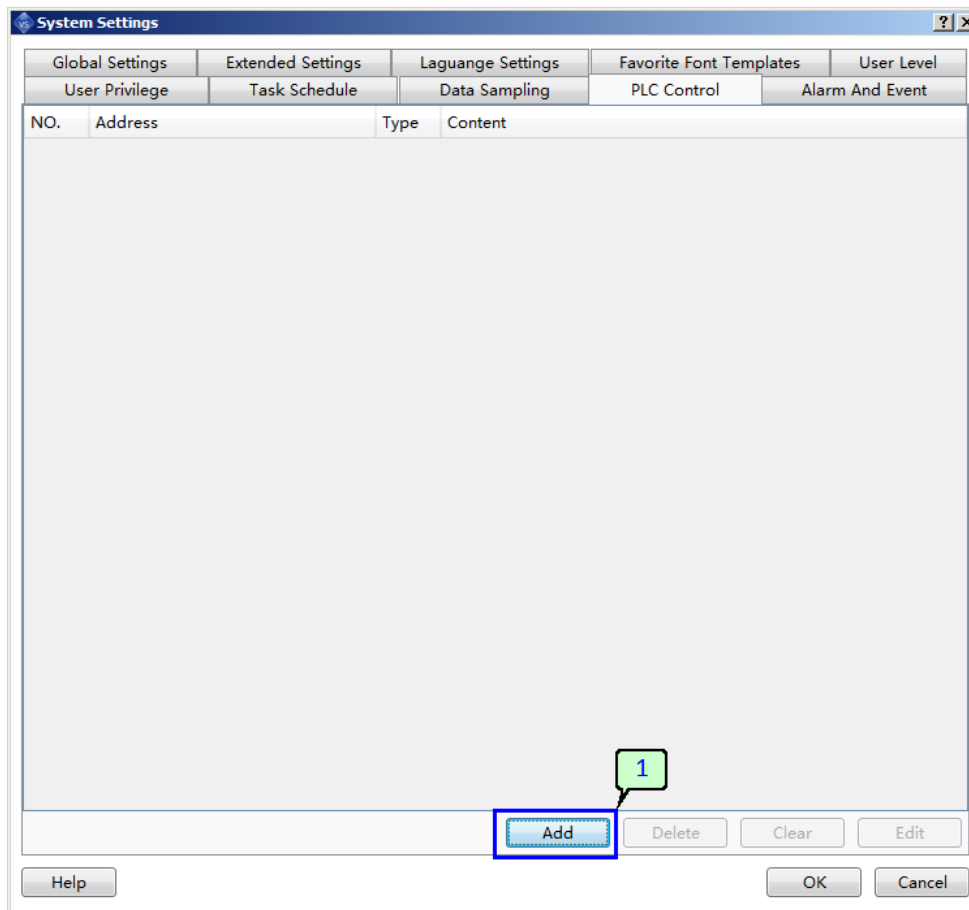 System Settings
Global Settings Extended Settings Laguange Settings Favorite Font Templates User Level
User Privilege Task Schedule Data Sampling PLC Control Alarm And Event
NO. Address Type Content
1
Add Delete Clear Edit
Help OK Cancel